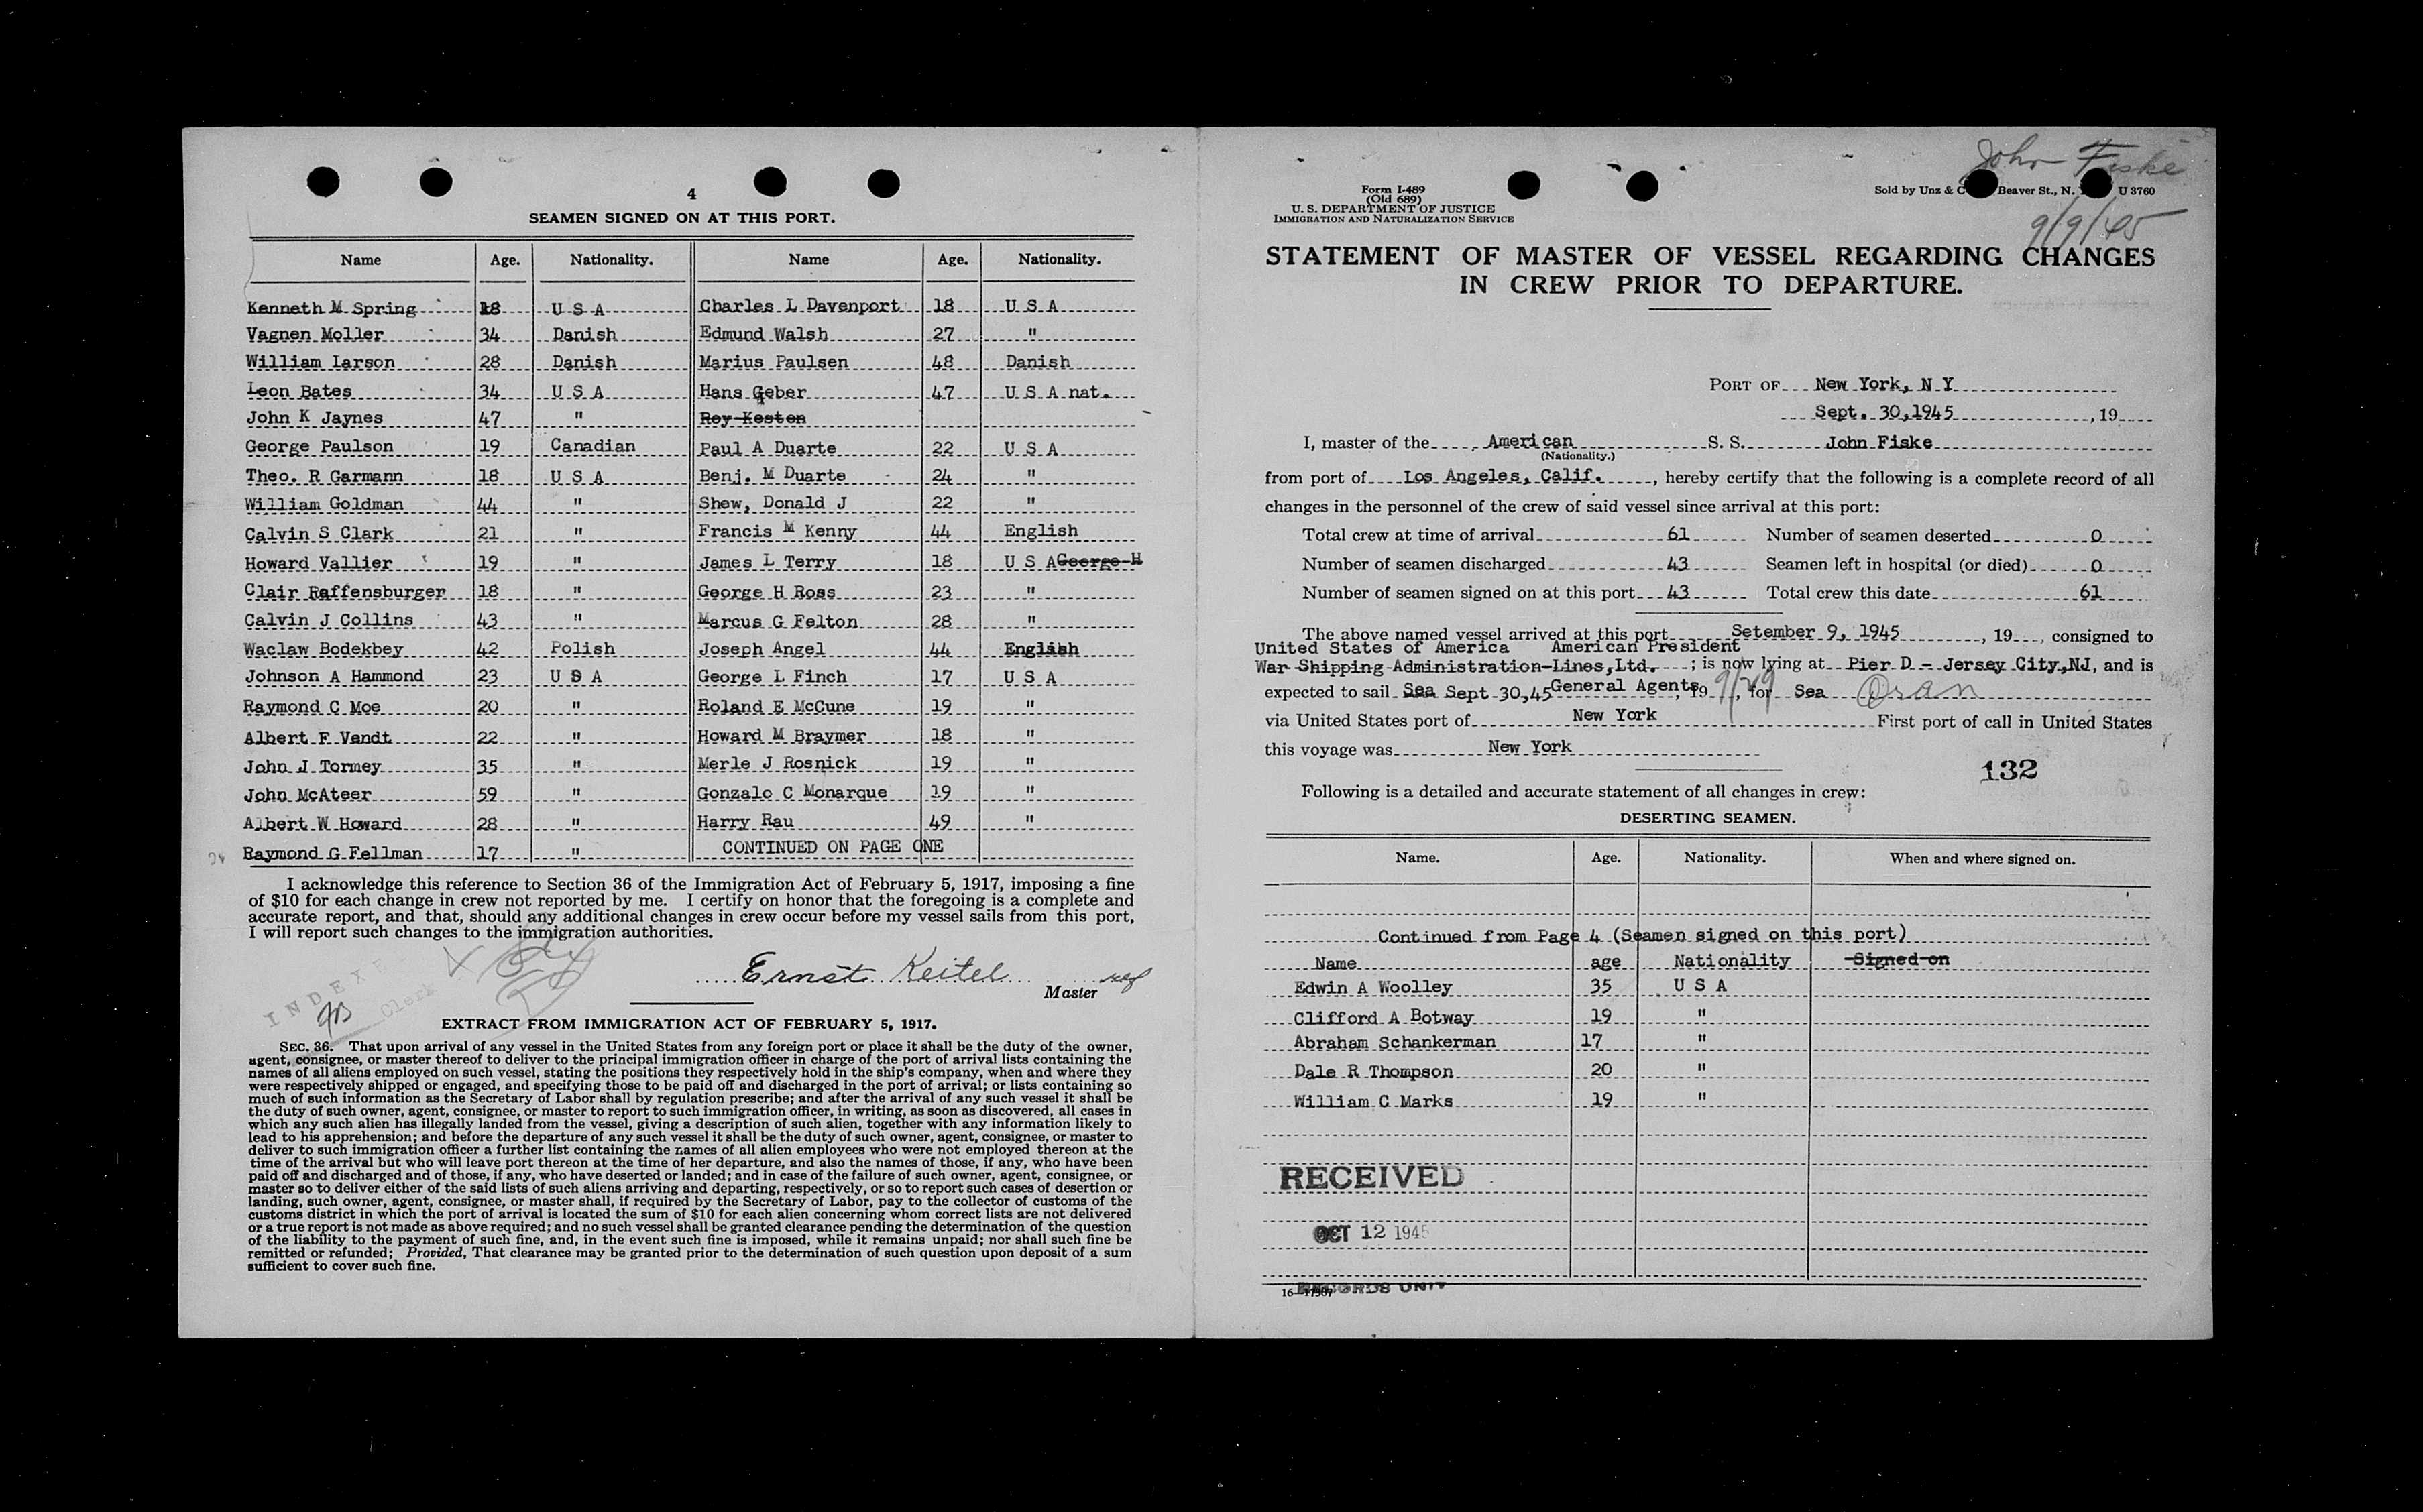 4
SEAMEN SIGNED ON AT THIS PORT.
Name Age. Nationality. Name Age. Nationality.
Kenneth M Spring 18 U S A Charles L Davenport 18 U S A
Vagnen Moller 34 Danish Edmund Walsh 27 "
William larson 28 Danish Marius Paulsen 48 Danish
Leon Bates 34 U S A Hans Geber 47 U S A nat.
John K Jaynes 47 " Roy Kesten
George Paulson 19 Canadian Paul A Duarte 22 U S A
Theo. R Garmann 18 U S A Benj. M Duarte 24 "
William Goldman 44 " Shew, Donald J 22 "
Calvin S Clark 21 " Francis M Kenny 44 English
Howard Vallier 19 " James L Terry 18 U S A George H
Clair Raffensburger 18 " George H Ross 23 "
Calvin J Collins 43 " Marcus G Felton 28 "
Waclaw Bodekbey 42 Polish Joseph Angel 44 English
Johnson A Hammond 23 U S A George L Finch 17 U S A
Raymond C Moe 20 " Roland E McCune 19 "
Albert F Vendt 22 " Howard M Braymer 18 "
John J Tormey 35 " Merle J Rosnick 19 "
John McAteer 59 " Gonzalo C Monarque 19 "
Albert W Howard 28 " Harry Rau 49 "
Raymond G Fellman 17 " CONTINUED ON PAGE ONE
I acknowledge this reference to Section 36 of the Immigration Act of February 5, 1917, imposing a fine
of $10 for each change in crew not reported by me. I certify on honor that the foregoing is a complete and
accurate report, and that, should any additional changes in crew occur before my vessel sails from this port,
I will report such changes to the immigration authorities.
Ernst Keitel
Master
INDEXE
Clerk
EXTRACT FROM IMMIGRATION ACT OF FEBRUARY 5, 1917.
SEC. 36. That upon arrival of any vessel in the United States from any foreign port or place it shall be the duty of the owner,
agent, consignee, or master thereof to deliver to the principal immigration officer in charge of the port of arrival lists containing the
names of all aliens employed on such vessel, stating the positions they respectively hold in the ship's company, when and where they
were respectively shipped or engaged, and specifying those to be paid off and discharged in the port of arrival; or lists containing so
much of such information as the Secretary of Labor shall by regulation prescribe; and after the arrival of any such vessel it shall be
the duty of such owner, agent, consignee, or master to report to such immigration officer, in writing, as soon as discovered, all cases in
which any such alien has illegally landed from the vessel, giving a description of such alien, together with any information likely to
lead to his apprehension; and before the departure of any such vessel it shall be the duty of such owner, agent, consignee, or master to
deliver to such immigration officer a further list containing the names of all alien employees who were not employed thereon at the
time of the arrival but who will leave port thereon at the time of her departure, and also the names of those, if any, who have been
paid off and discharged and of those, if any, who have deserted or landed; and in case of the failure of such owner, agent, consignee, or
master so to deliver either of the said lists of such aliens arriving and departing, respectively, or so to report such cases of desertion or
landing, such owner, agent, consignee, or master shall, if required by the Secretary of Labor, pay to the collector of customs of the
customs district in which the port of arrival is located the sum of $10 for each alien concerning whom correct lists are not delivered
or a true report is not made as above required; and no such vessel shall be granted clearance pending the determination of the question
of the liability to the payment of such fine, and, in the event such fine is imposed, while it remains unpaid; nor shall such fine be
remitted or refunded; Provided, That clearance may be granted prior to the determination of such question upon deposit of a sum
sufficient to cover such fine.
John Fiske
9/9/45
Form I-489
(Old 689)
U. S. DEPARTMENT OF JUSTICE
IMMIGRATION AND NATURALIZATION SERVICE
Sold by Unz & C Beaver St., N. U 3760
STATEMENT OF MASTER OF VESSEL REGARDING CHANGES
IN CREW PRIOR TO DEPARTURE.
PORT OF New York, N Y
Sept. 30,1945, 19
I, master of the American S. S. John Fiske
(Nationality.)
from port of Los Angeles, Calif., hereby certify that the following is a complete record of all
changes in the personnel of the crew of said vessel since arrival at this port:
Total crew at time of arrival 61 Number of seamen deserted 0
Number of seamen discharged 43 Seamen left in hospital (or died) 0
Number of seamen signed on at this port 43 Total crew this date 61
The above named vessel arrived at this port Setember 9, 1945, 19, consigned to
United States of America American President
War Shipping Administration Lines,Ltd. ; is now lying at Pier D - Jersey City,NJ, and is
expected to sail Sea Sept 30,45 General Agents, 19 9/29, for Sea Oran
via United States port of New York First port of call in United States
this voyage was New York
132
Following is a detailed and accurate statement of all changes in crew:
DESERTING SEAMEN.
Name. Age. Nationality. When and where signed on.
Continued from Page 4 (Seamen signed on this port)
Name age Nationality Signed on
Edwin A Woolley 35 U S A
Clifford A Botway 19 "
Abraham Schankerman 17 "
Dale R Thompson 20 "
William C Marks 19 "
RECEIVED
OCT 12 1945
RECORDS UNIT